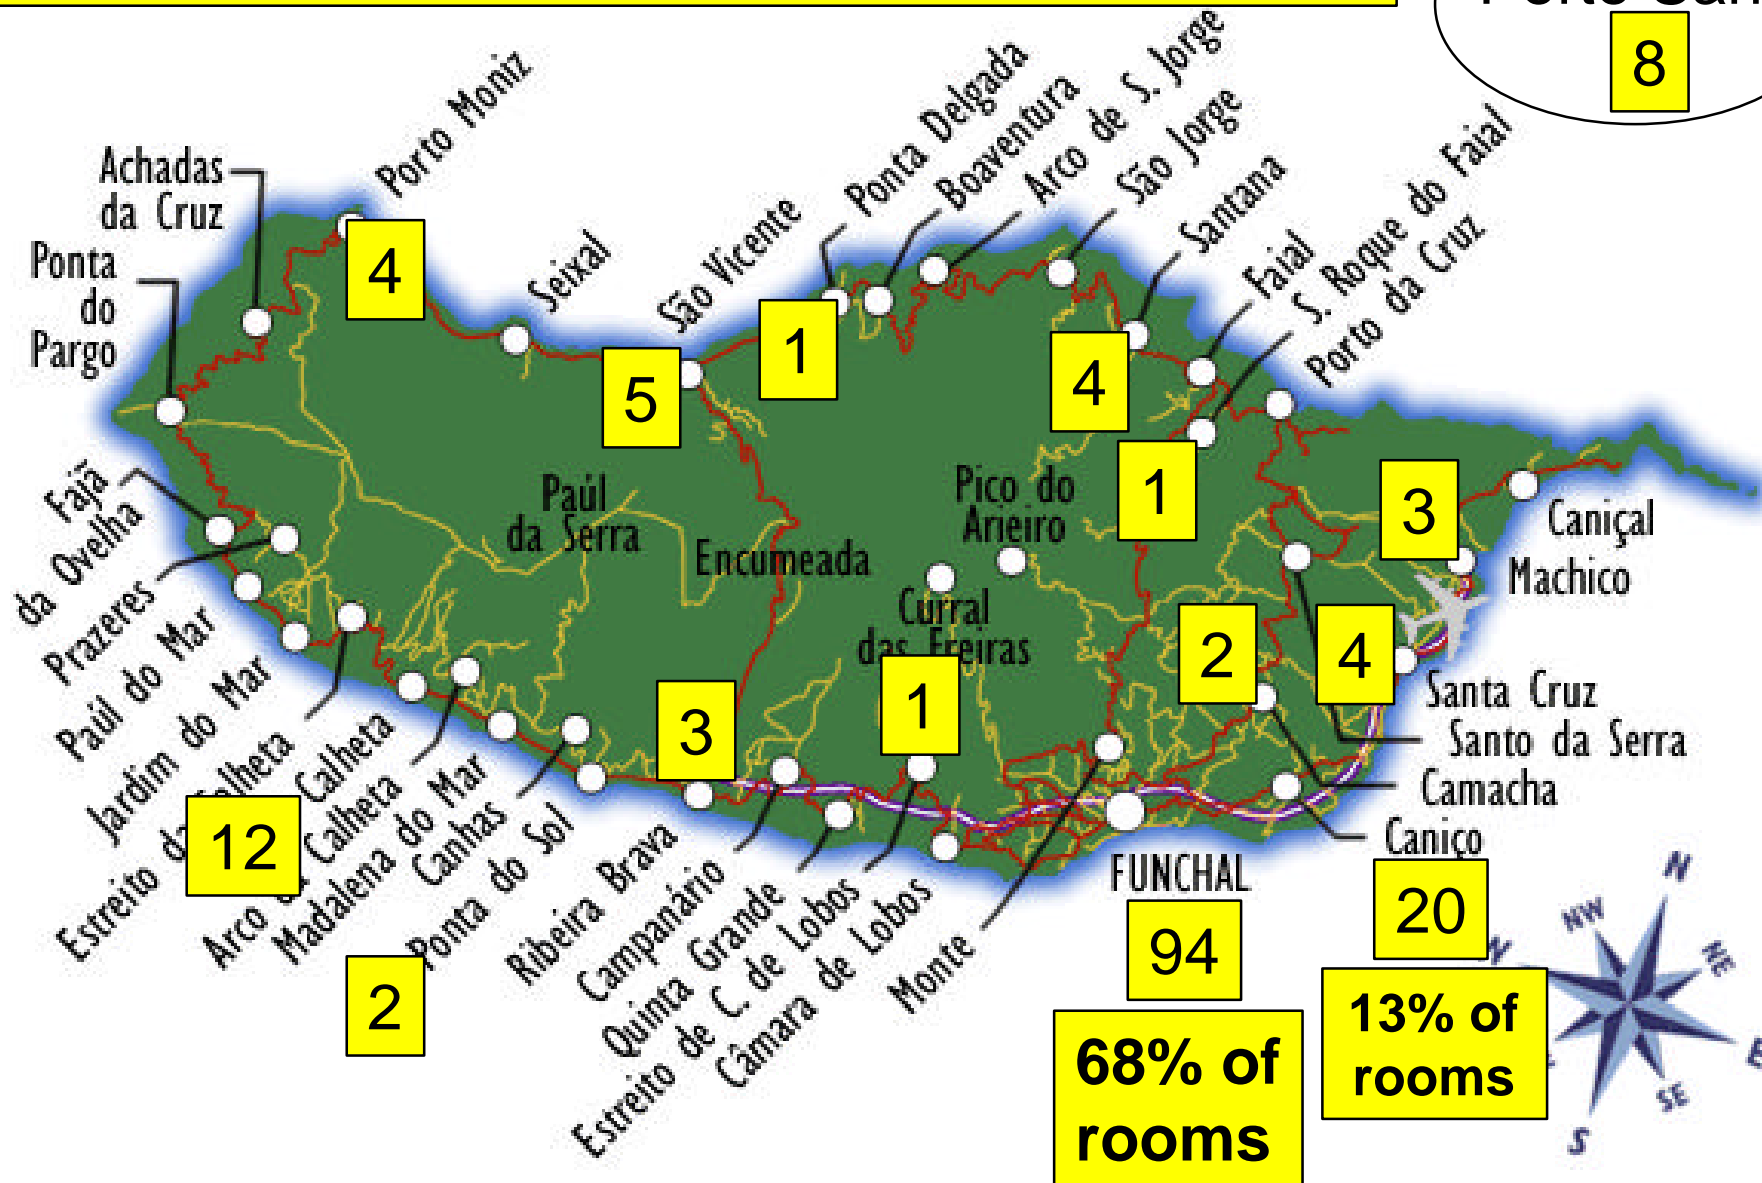 8
Porto Moniz
Achadas
da Cruz
Ponta
do
Pargo
4
Seixal
São Vicente
5
1
Ponta Delgada
Boaventura
Arco de S. Jorge
São Jorge
Santana
4
Faial
S. Roque do Faial
Porto da Cruz
1
3
Caniçal
Machico
Paúl
da Serra
Encumeada
Pico do
Arieiro
Curral
das Freiras
1
2
4
Santa Cruz
Santo da Serra
Camacha
Caniço
20
13% of
rooms
FUNCHAL
94
68% of
rooms
Fajã
da Ovelha
Prazeres
Paúl do Mar
Jardim do Mar
Estreito
Calheta
12
Arco
Calheta
Madalena do Mar
Canhas
Ponta do Sol
2
3
Ribeira Brava
Campanário
Quinta Grande
Estreito de C. de Lobos
Câmara de Lobos
Monte
N
NW
NE
E
SE
S